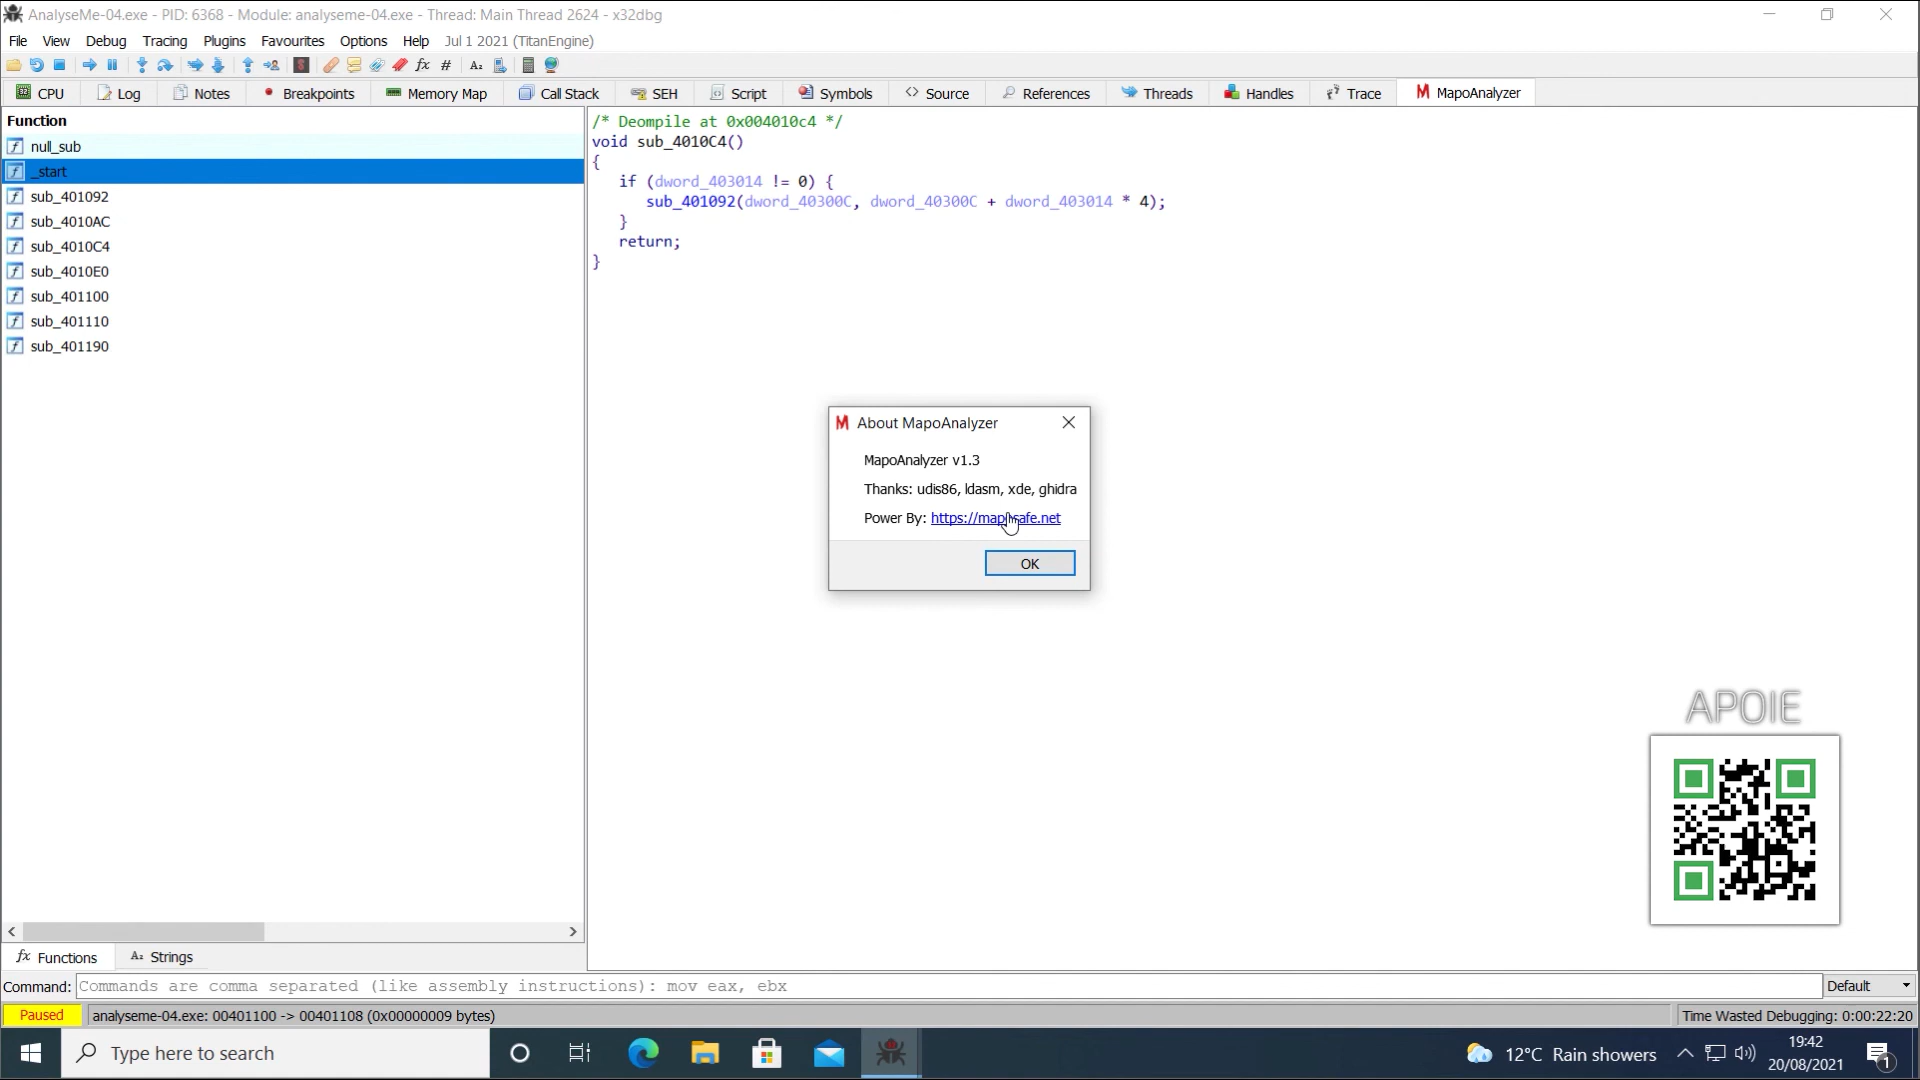 AnalyseMe-04.exe - PID: 6368 - Module: analyseme-04.exe - Thread: Main Thread 2624 - x32dbg
File View Debug Tracing Plugins Favourites Options Help Jul 1 2021 (TitanEngine)
CPU Log Notes Breakpoints Memory Map Call Stack SEH Script Symbols Source References Threads Handles Trace MapoAnalyzer
Function
null_sub
_start
sub_401092
sub_4010AC
sub_4010C4
sub_4010E0
sub_401100
sub_401110
sub_401190
/* Deompile at 0x004010c4 */
void sub_4010C4()
{
if (dword_403014 != 0) {
sub_401092(dword_40300C, dword_40300C + dword_403014 * 4);
}
return;
}
About MapoAnalyzer
MapoAnalyzer v1.3
Thanks: udis86, ldasm, xde, ghidra
Power By:
OK
APOIE
Functions Strings
Command: Commands are comma separated (like assembly instructions): mov eax, ebx Default
Paused analyseme-04.exe: 00401100 -> 00401108 (0x00000009 bytes) Time Wasted Debugging: 0:00:22:20
Type here to search
12°C Rain showers
19:42
20/08/2021
1